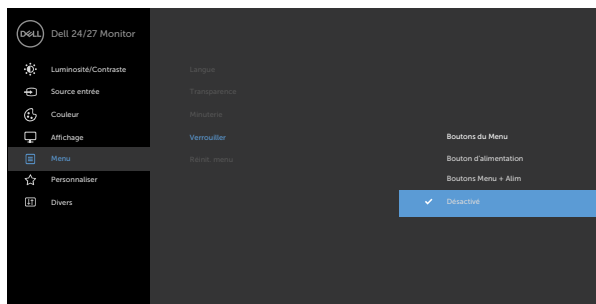 DELL
Dell 24/27 Monitor
Luminosité/Contraste
Source entrée
Couleur
Affichage
Menu
Personnaliser
Divers
Langue
Transparence
Minuterie
Verrouiller
Réinit. menu
Boutons du Menu
Bouton d'alimentation
Boutons Menu + Alim
Désactivé